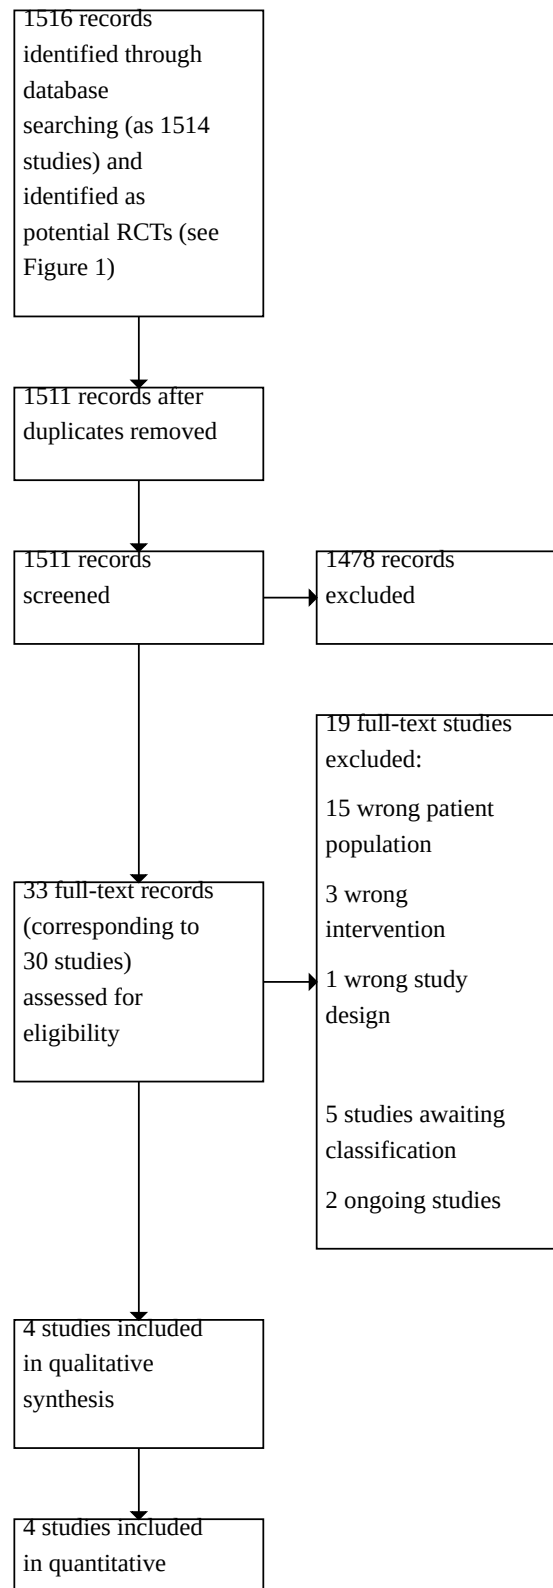 1516 records
identified through
database
searching (as 1514
studies) and
identified as
potential RCTs (see
Figure 1)
1511 records after
duplicates removed
1511 records
screened
1478 records
excluded
19 full-text studies
excluded:
15 wrong patient
population
3 wrong
intervention
1 wrong study
design
5 studies awaiting
classification
2 ongoing studies
33 full-text records
(corresponding to
30 studies)
assessed for
eligibility
4 studies included
in qualitative
synthesis
4 studies included
in quantitative